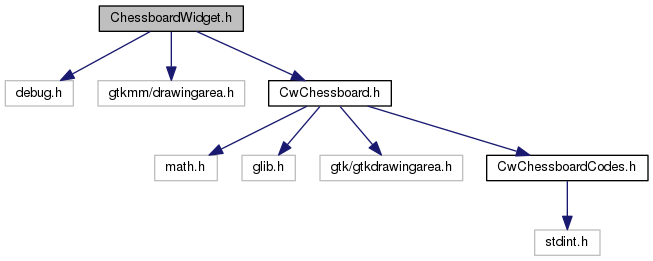 ChessboardWidget.h
debug.h
gtkmm/drawingarea.h
CwChessboard.h
math.h
glib.h
gtk/gtkdrawingarea.h
CwChessboardCodes.h
stdint.h